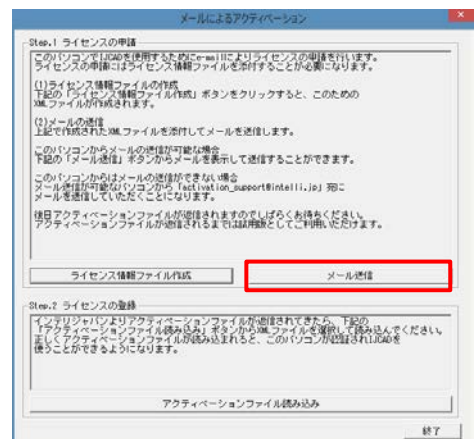 メールによるアクティベーション
Step.1 ライセンスの申請
このパソコンでIJCADを使用するためにe-mailによりライセンスの申請を行います。
ライセンスの申請にはライセンス情報ファイルを添付することが必要になります。
(1)ライセンス情報ファイルの作成
下記の「ライセンス情報ファイル作成」ボタンをクリックすると、このための
XMLファイルが作成されます。
(2)メールの送信
上記で作成されたXMLファイルを添付してメールを送信します。
このパソコンからメールの送信が可能な場合
下記の「メール送信」ボタンからメールを表示して送信することができます。
このパソコンからはメールの送信ができない場合
メール送信が可能なパソコンから「activation_support@intelli.jp」宛に
メールを送信していただくことになります。
後日アクティベーションファイルが返信されますのでしばらくお待ちください。
アクティベーションファイルが返信されるまでは試用版としてご利用いただけます。
ライセンス情報ファイル作成
メール送信
Step.2 ライセンスの登録
インテリジャパンよりアクティベーションファイルが返信されてきたら、下記の
「アクティベーションファイル読み込み」ボタンからXMLファイルを選択して読み込んでください。
正しくアクティベーションファイルが読み込まれると、このパソコンが認証されIJCADを
使うことができるようになります。
アクティベーションファイル読み込み
終了